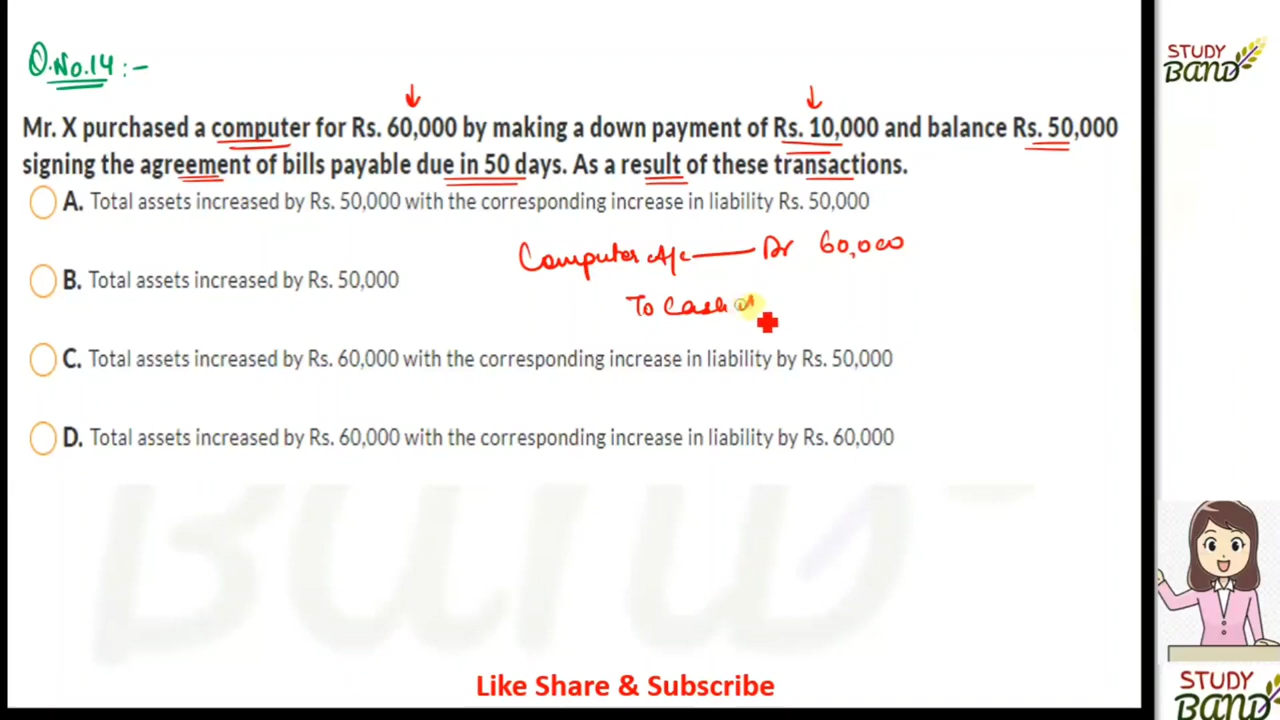 Q.No.14:-
STUDY
BAND
Mr. X purchased a computer for Rs. 60,000 by making a down payment of Rs. 10,000 and balance Rs. 50,000
signing the agreement of bills payable due in 50 days. As a result of these transactions.
A. Total assets increased by Rs. 50,000 with the corresponding increase in liability Rs. 50,000
Computer A/c —— Dr 60,000
B. Total assets increased by Rs. 50,000
To Cash
C. Total assets increased by Rs. 60,000 with the corresponding increase in liability by Rs. 50,000
D. Total assets increased by Rs. 60,000 with the corresponding increase in liability by Rs. 60,000
Like Share & Subscribe
STUDY
BAND